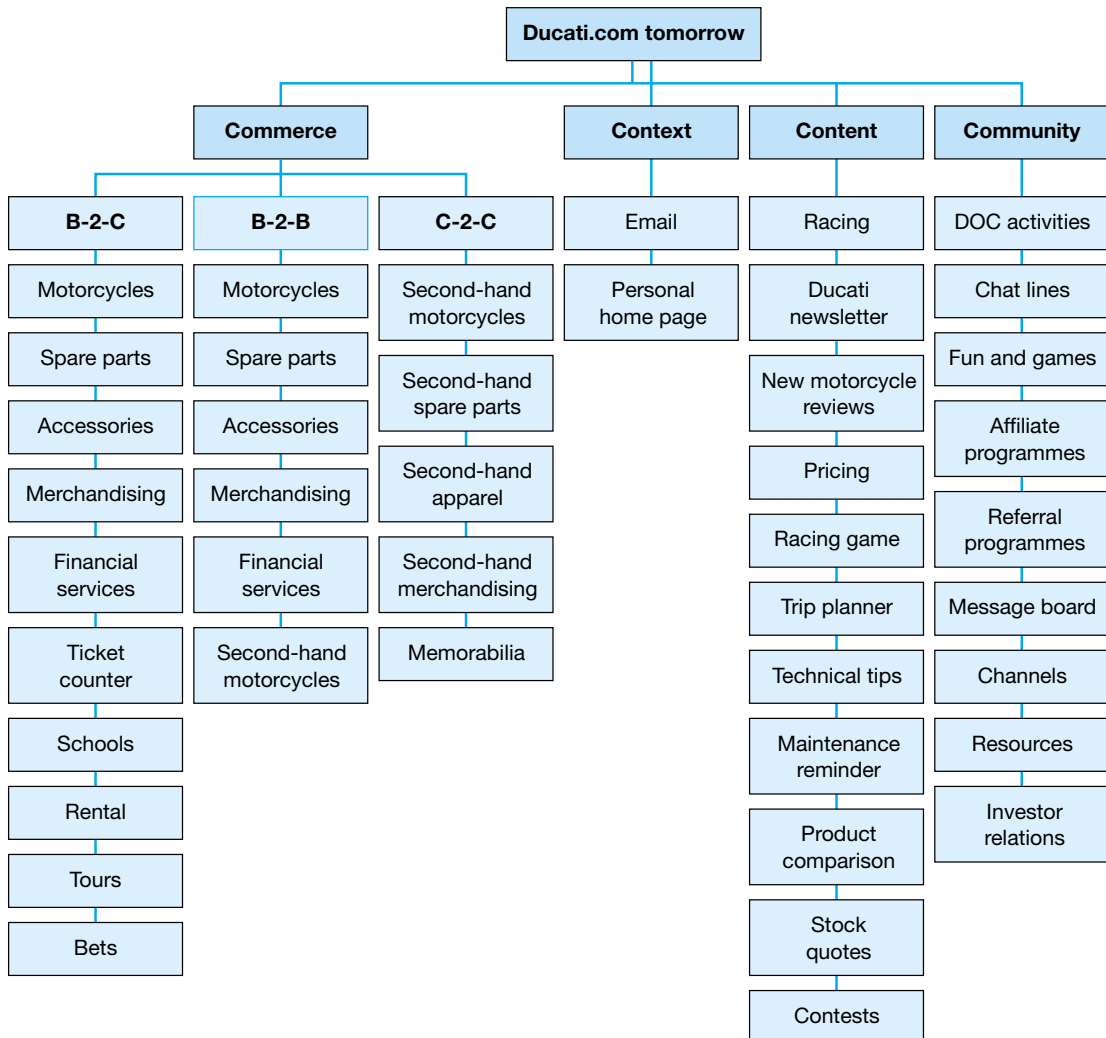 Ducati.com tomorrow
Commerce
Context
Content
Community
B-2-C
Motorcycles
Spare parts
Accessories
Merchandising
Financial
services
Ticket
counter
Schools
Rental
Tours
Bets
B-2-B
Motorcycles
Spare parts
Accessories
Merchandising
Financial
services
Second-hand
motorcycles
C-2-C
Second-hand
motorcycles
Second-hand
spare parts
Second-hand
apparel
Second-hand
merchandising
Memorabilia
Email
Personal
home page
Racing
Ducati
newsletter
New motorcycle
reviews
Pricing
Racing game
Trip planner
Technical tips
Maintenance
reminder
Product
comparison
Stock
quotes
Contests
DOC activities
Chat lines
Fun and games
Affiliate
programmes
Referral
programmes
Message board
Channels
Resources
Investor
relations